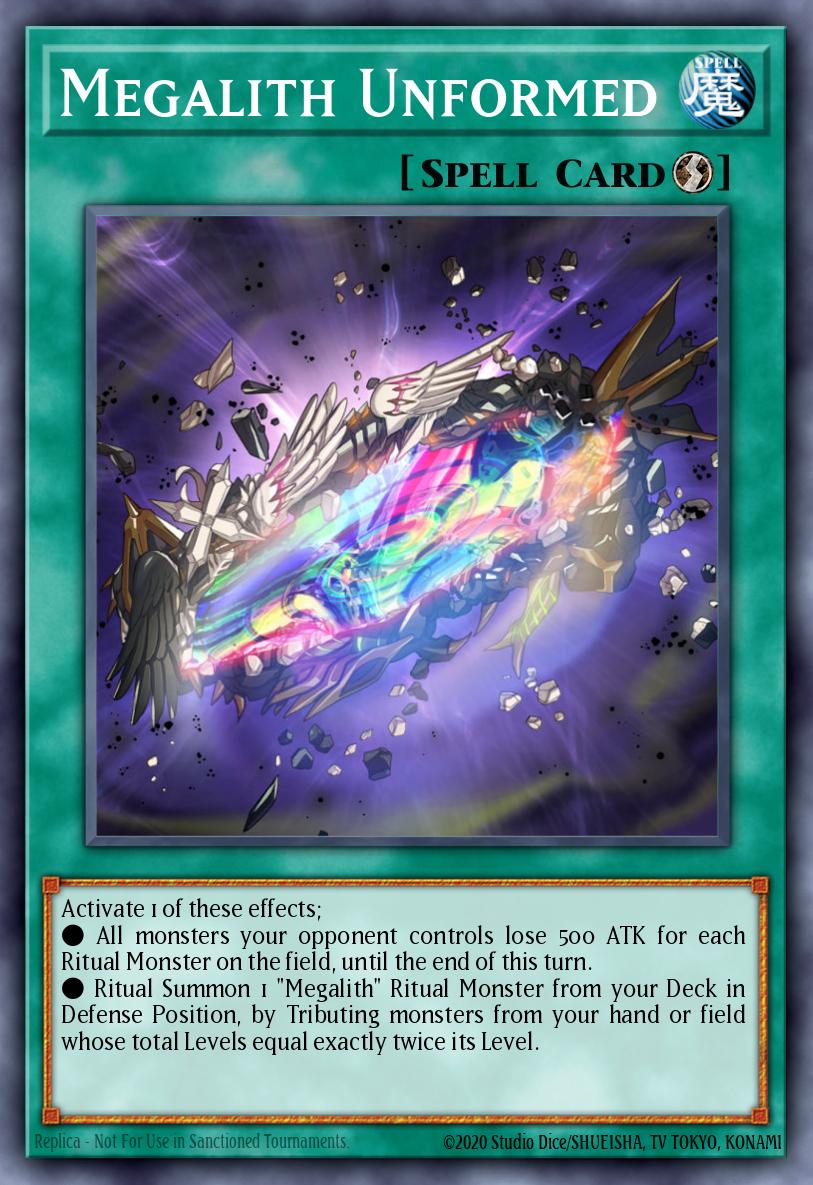 MEGALITH UNFORMED
SPELL
魔
[SPELL CARD]
Activate 1 of these effects;
● All monsters your opponent controls lose 500 ATK for each
Ritual Monster on the field, until the end of this turn.
● Ritual Summon 1 "Megalith" Ritual Monster from your Deck in
Defense Position, by Tributing monsters from your hand or field
whose total Levels equal exactly twice its Level.
Replica - Not For Use in Sanctioned Tournaments.
©2020 Studio Dice/SHUEISHA, TV TOKYO, KONAMI